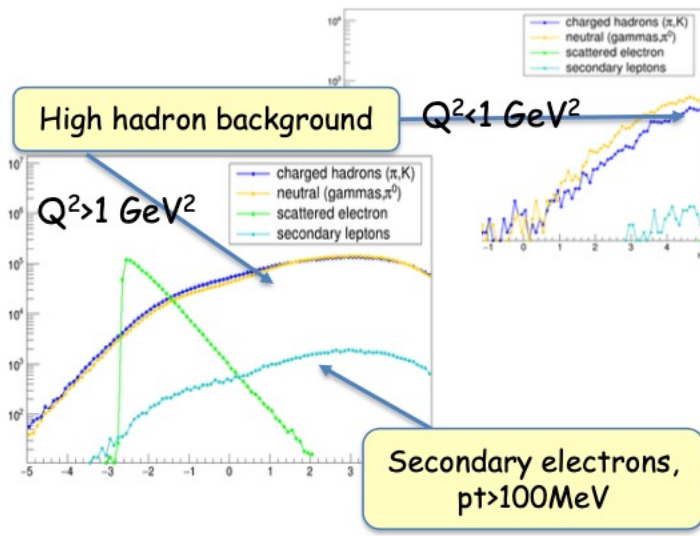 10⁴
charged hadrons (π,K)
neutral (gammas,π⁰)
scattered electron
secondary leptons
High hadron background
Q²<1 GeV²
−1 0 1 2 3 4
10⁷
charged hadrons (π,K)
neutral (gammas,π⁰)
scattered electron
secondary leptons
Q²>1 GeV²
10⁶
10⁵
10⁴
10³
10²
−5 −4 −3 −2 −1 0 1 2 3
Secondary electrons,
pt>100MeV